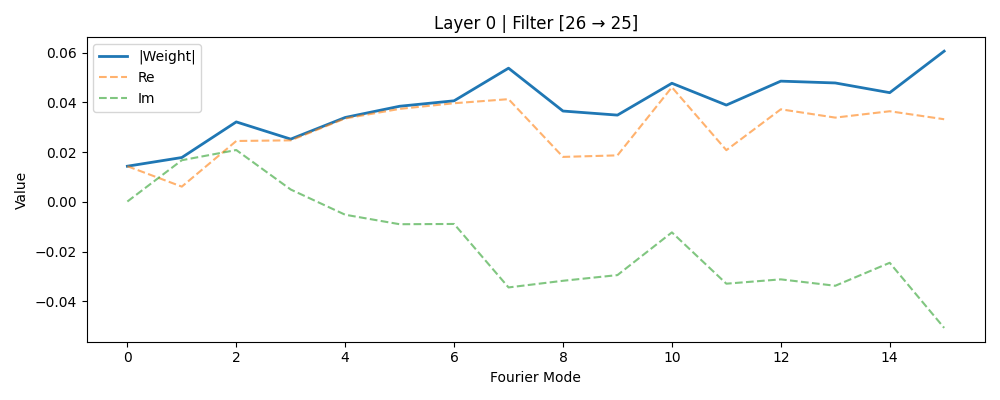 Layer 0 | Filter [26 → 25]
|Weight|
Re
Im
0.06
0.04
0.02
0.00
−0.02
−0.04
Value
0 2 4 6 8 10 12 14
Fourier Mode